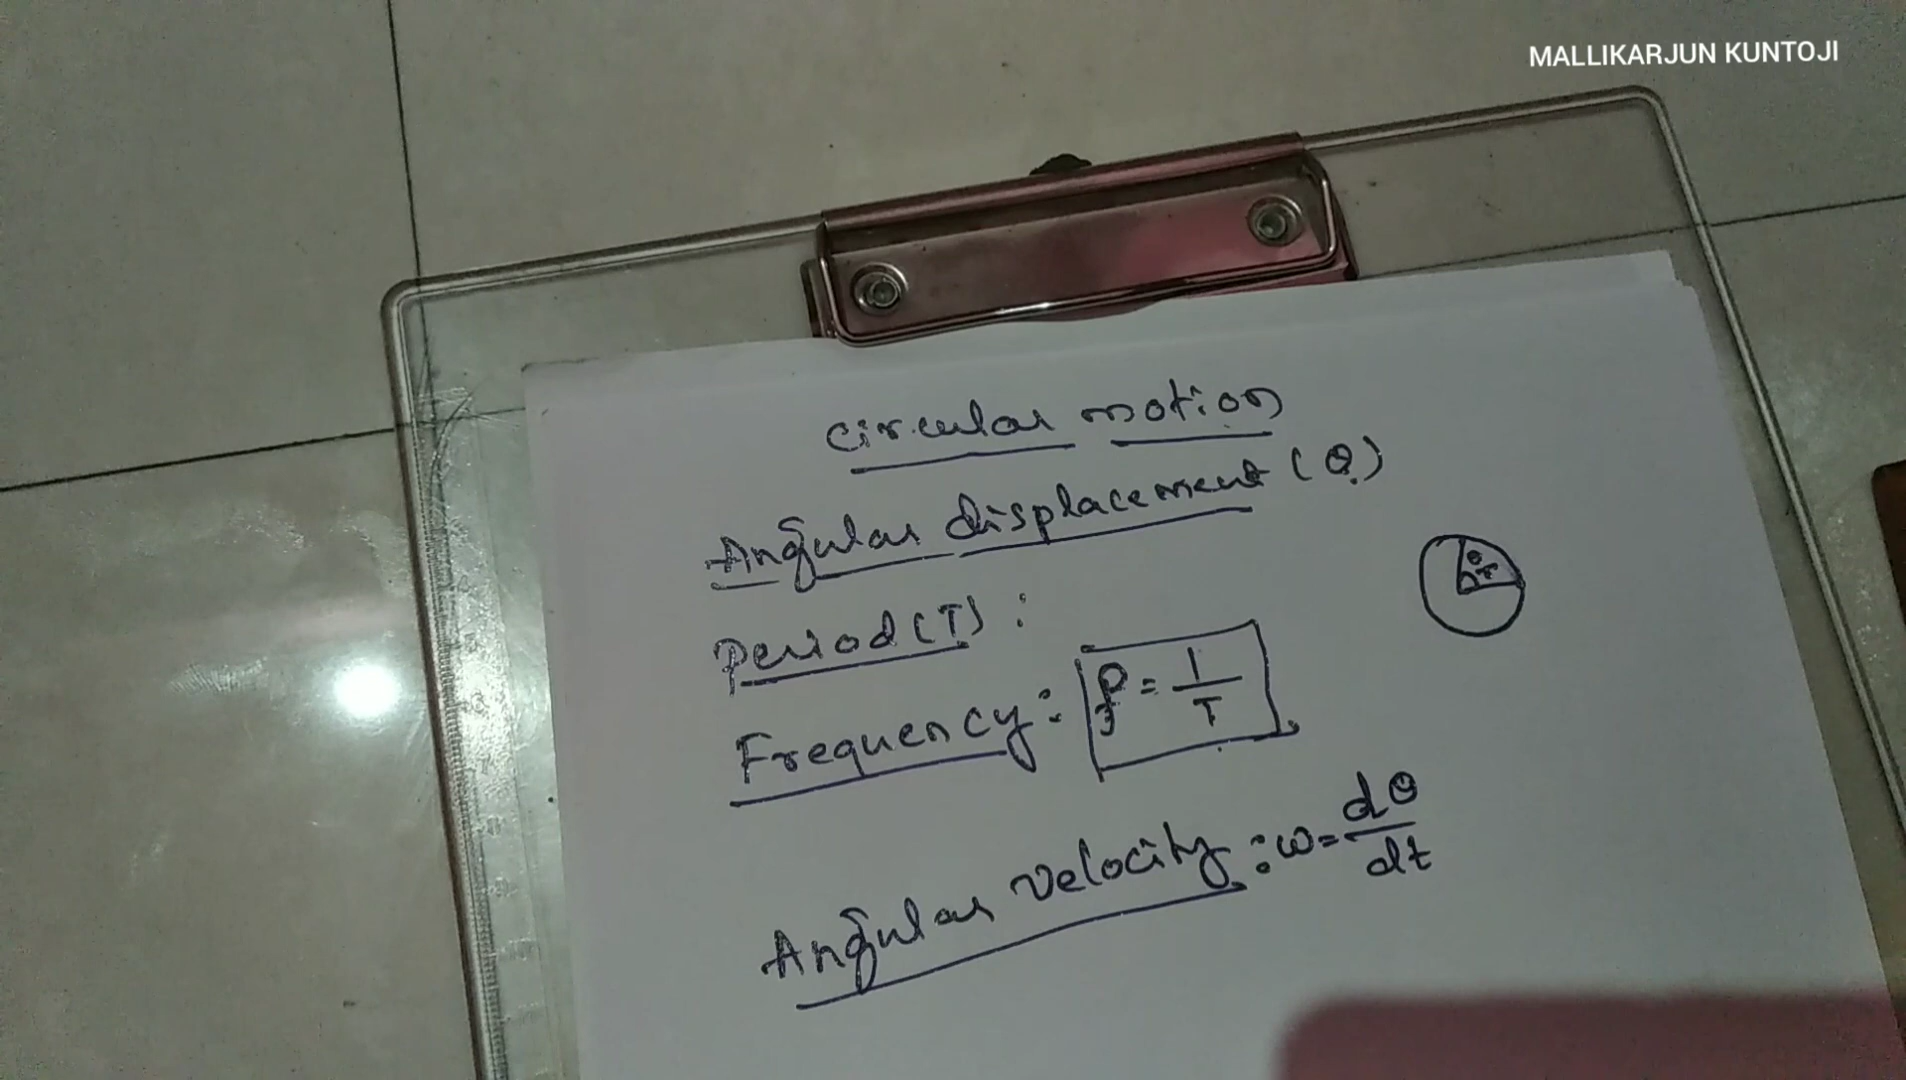 MALLIKARJUN KUNTOJI
Circular motion
Angular displacement (θ)
Period (T) :
Frequency : f = 1/T
Angular Velocity : ω = dθ/dt
θ r